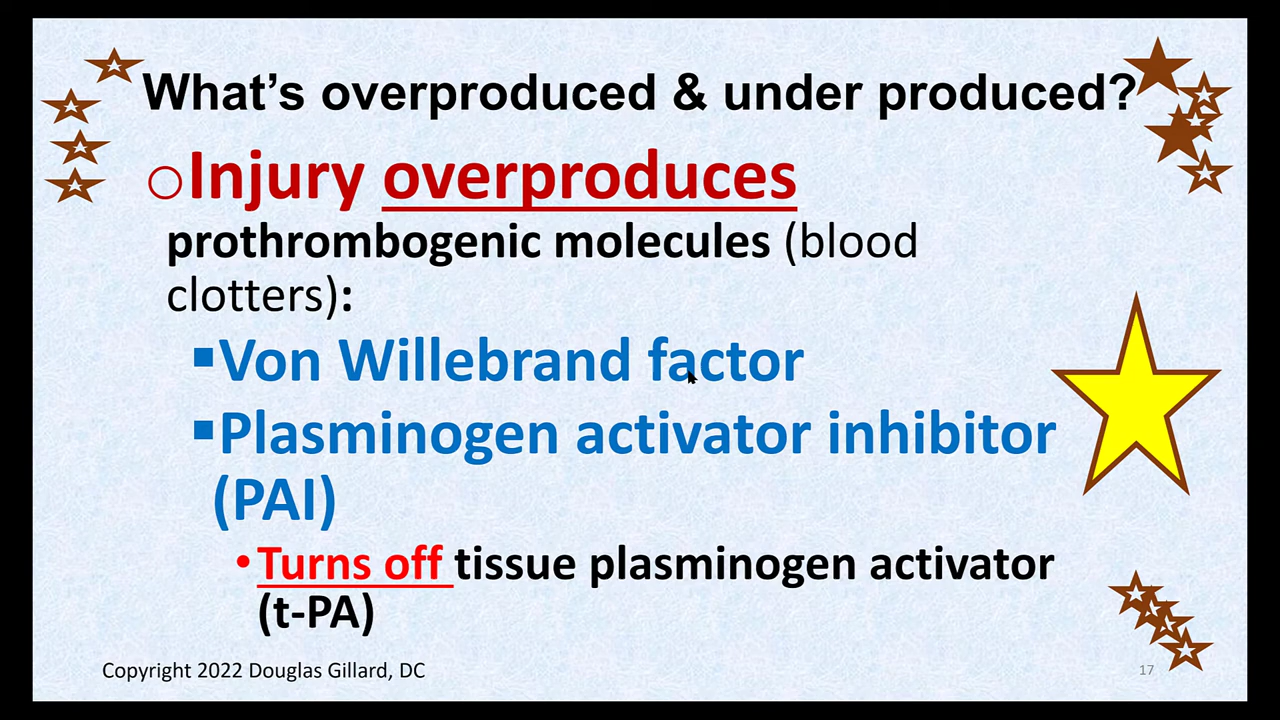 What's overproduced & under produced?
oInjury overproduces
prothrombogenic molecules (blood
clotters):
▪Von Willebrand factor
▪Plasminogen activator inhibitor
(PAI)
•Turns off tissue plasminogen activator
(t-PA)
Copyright 2022 Douglas Gillard, DC
17